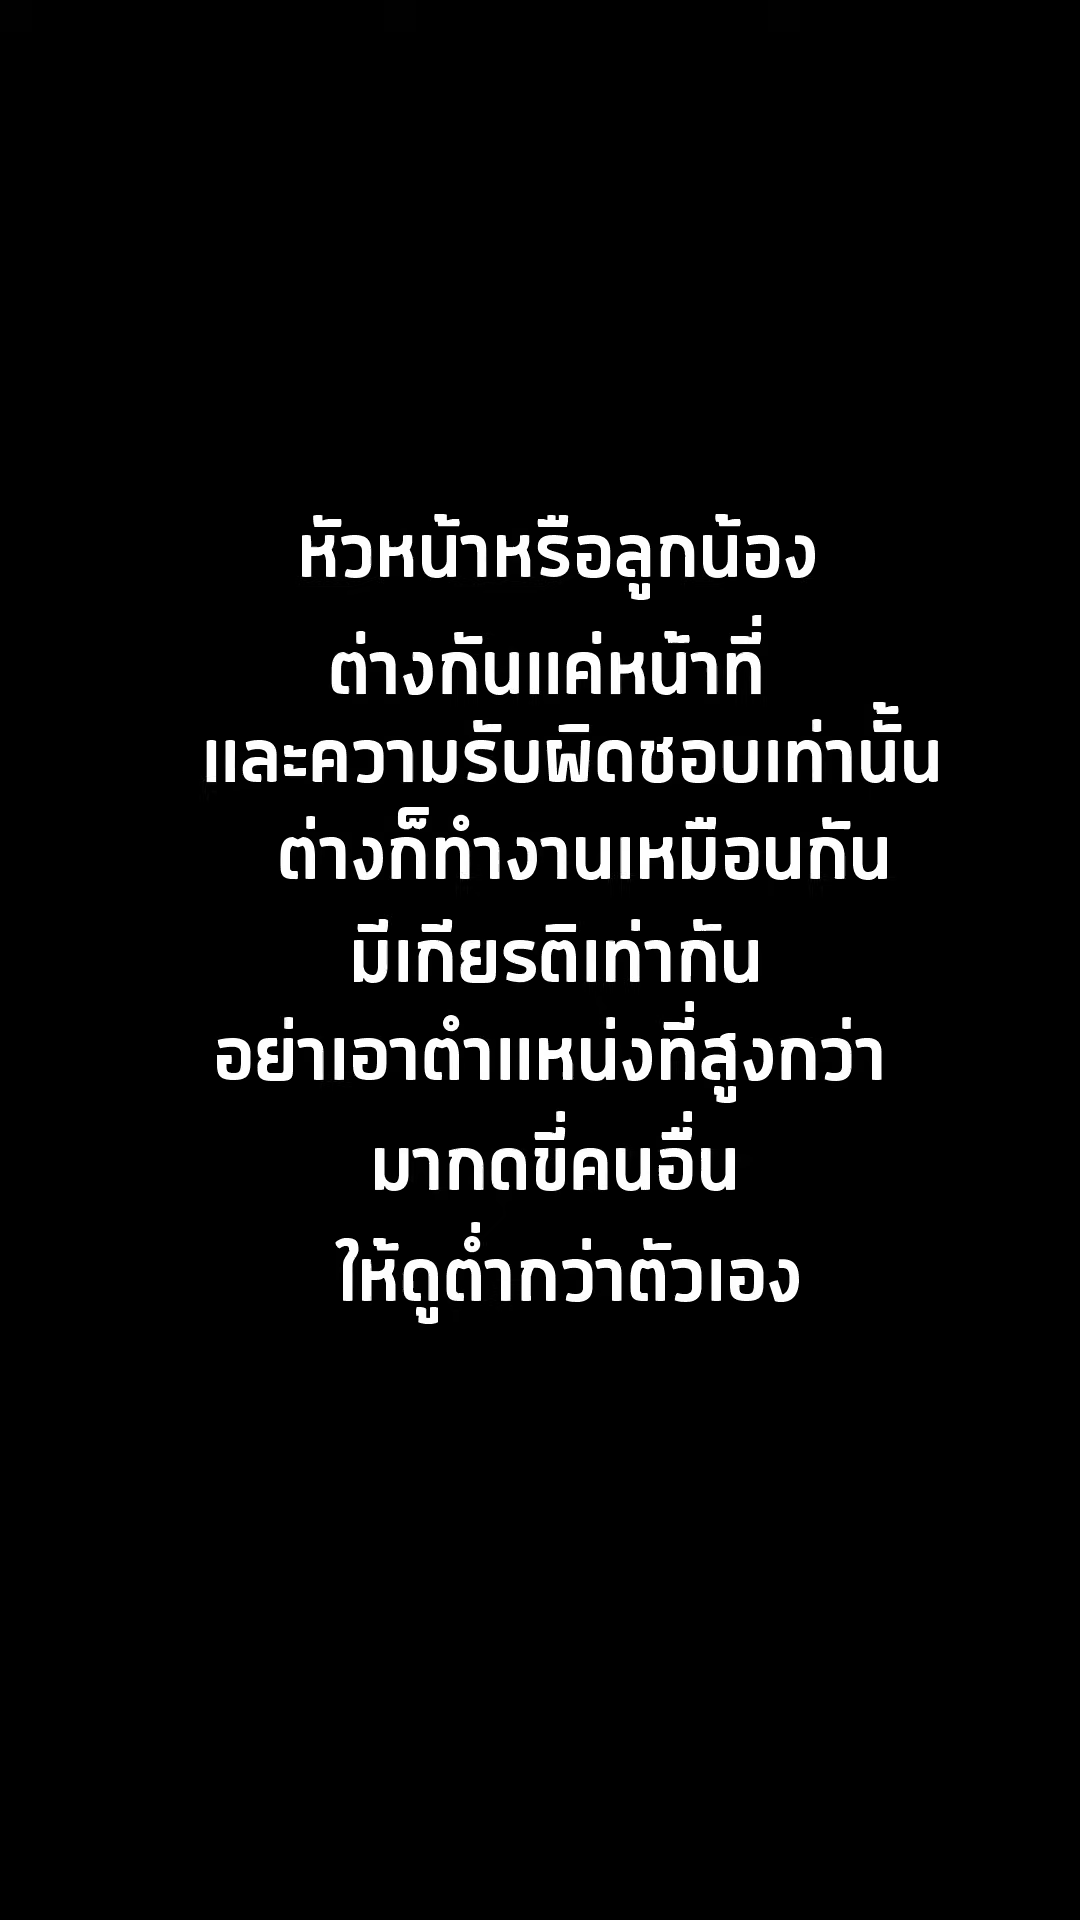 หัวหน้าหรือลูกน้อง
ต่างกันแค่หน้าที่
และความรับผิดชอบเท่านั้น
ต่างก็ทำงานเหมือนกัน
มีเกียรติเท่ากัน
อย่าเอาตำแหน่งที่สูงกว่า
มากดขี่คนอื่น
ให้ดูต่ำกว่าตัวเอง